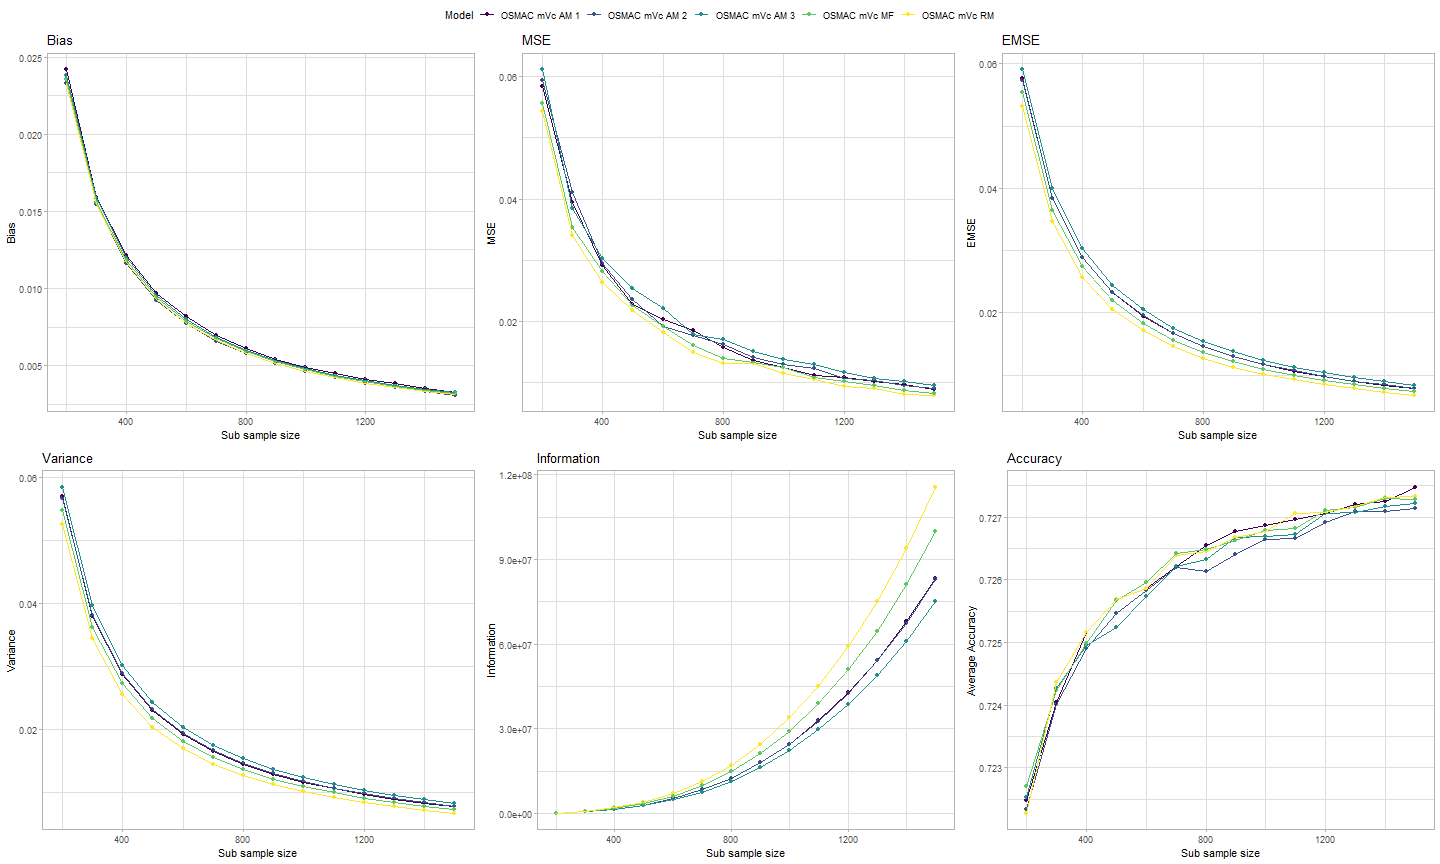 Model OSMAC mVc AM 1 OSMAC mVc AM 2 OSMAC mVc AM 3 OSMAC mVc MF OSMAC mVc RM
Bias
0.025
0.020
0.015
0.010
0.005
Bias
400 1200
Sub sample size
MSE
0.06
0.04
0.02
MSE
400 800 1200
Sub sample size
EMSE
0.06
0.04
0.02
EMSE
400 800 1200
Sub sample size
Variance
0.06
0.04
0.02
Variance
400 800 1200
Sub sample size
Information
1.2e+08
9.0e+07
6.0e+07
3.0e+07
0.0e+00
Information
400 800 1200
Sub sample size
Accuracy
0.727
0.726
0.725
0.724
0.723
Average Accuracy
800 1200
Sub sample size